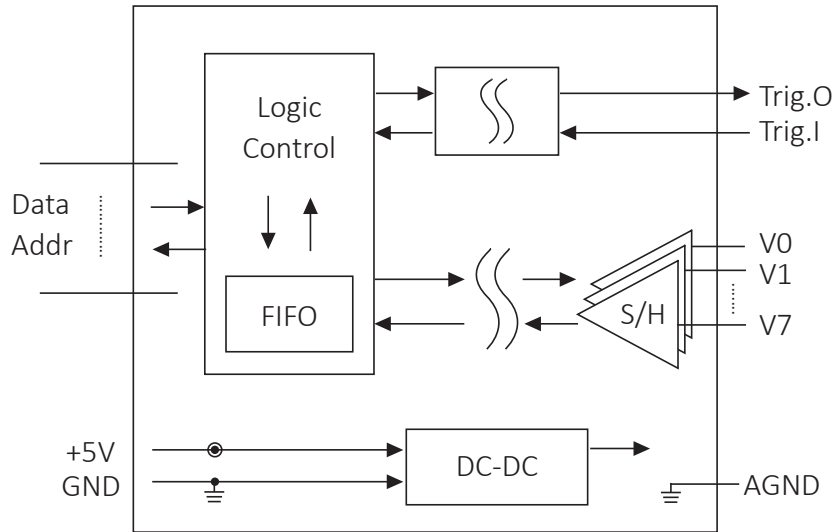 Logic
Control
Trig.O
Trig.I
Data
Addr
FIFO
S/H
V0
V1
V7
+5V
GND
DC-DC
AGND